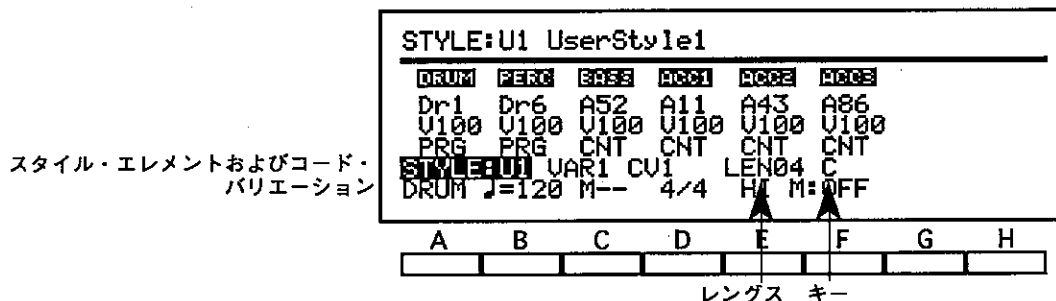 STYLE:U1 UserStyle1
DRUM PERC BASS ACC1 ACC2 ACC3
Dr1 Dr6 A52 A11 A43 A86
V100 V100 V100 V100 V100 V100
PRG PRG CNT CNT CNT CNT
スタイル・エレメントおよびコード・
バリエーション
STYLE:U1 VAR1 CV1 LEN04 C
DRUM ♩=120 M-- 4/4 HI M:OFF
A B C D E F G H
レングス キー